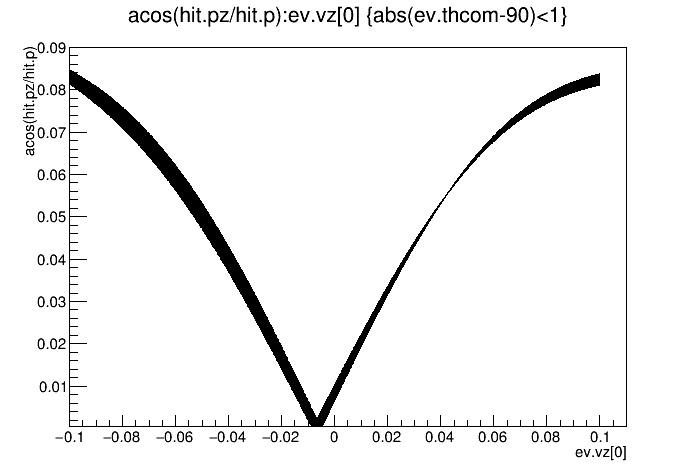 acos(hit.pz/hit.p):ev.vz[0] {abs(ev.thcom-90)<1}
acos(hit.pz/hit.p)
0.09
0.08
0.07
0.06
0.05
0.04
0.03
0.02
0.01
−0.1 −0.08 −0.06 −0.04 −0.02 0 0.02 0.04 0.06 0.08 0.1
ev.vz[0]